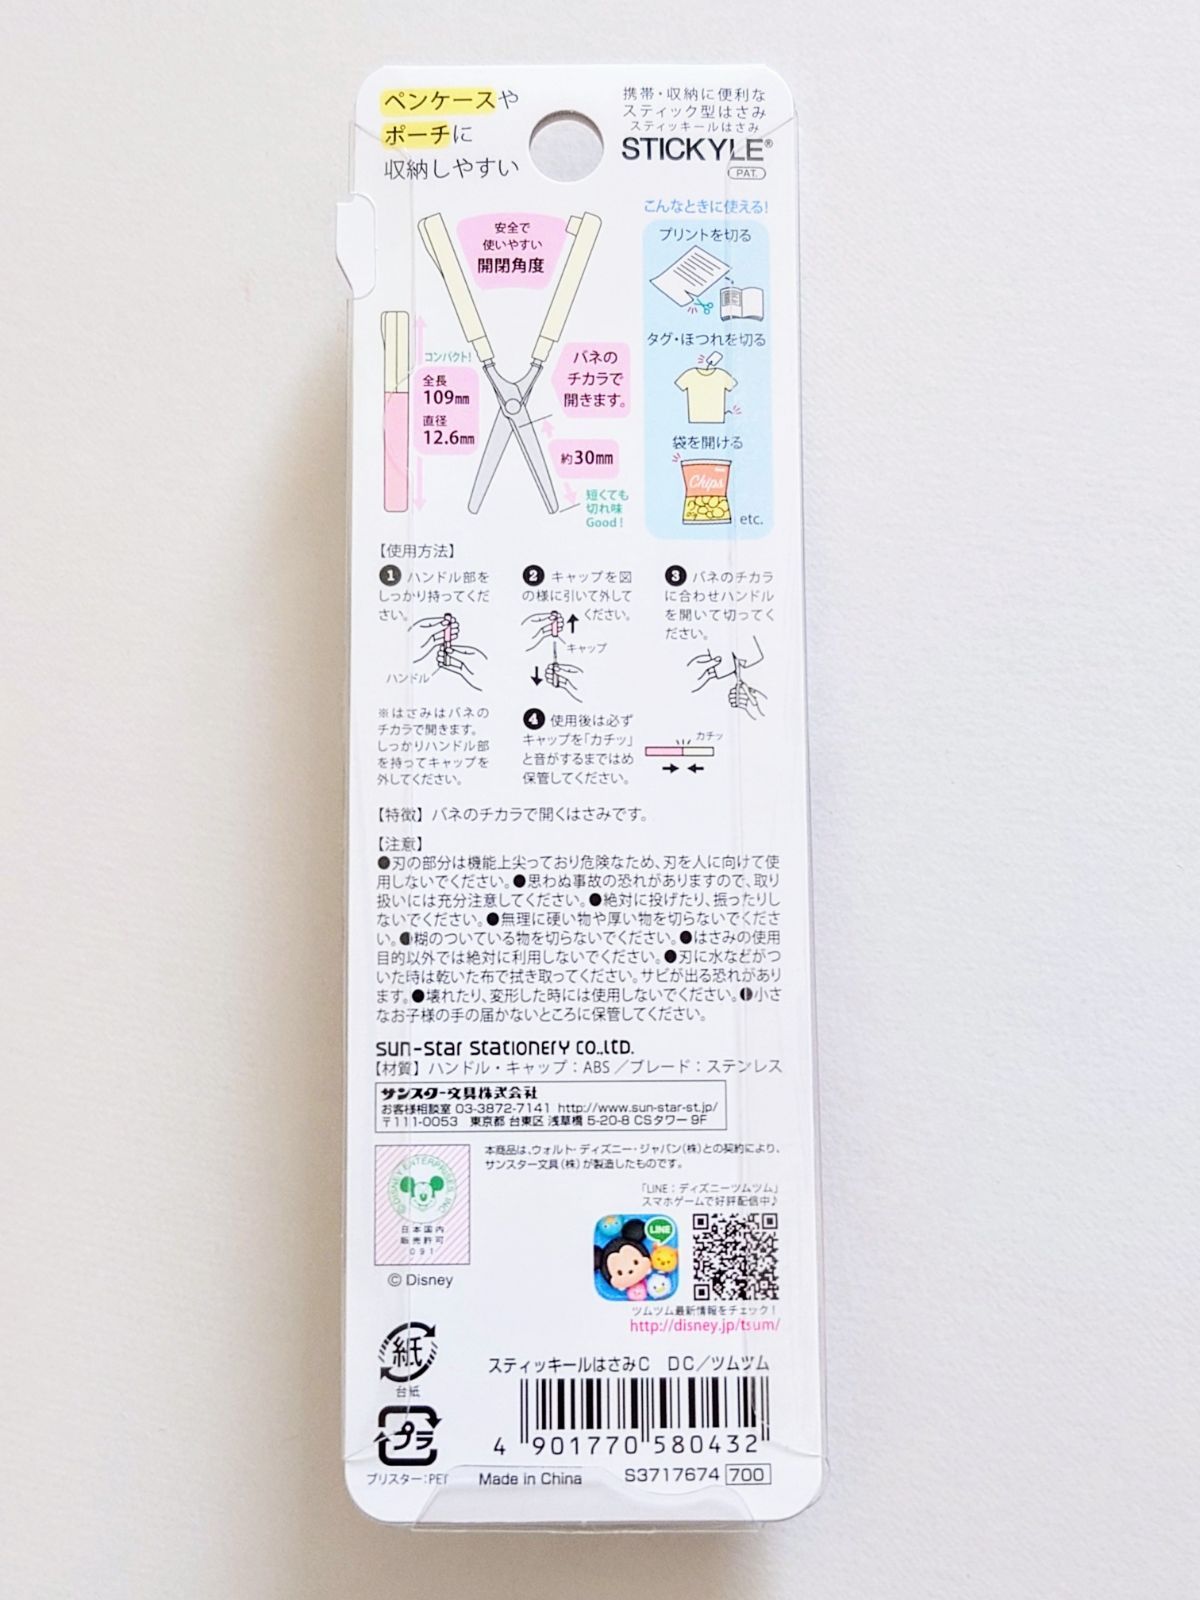 ペンケースや
ポーチに
収納しやすい
携帯・収納に便利な
スティック型はさみ
スティッキールはさみ
STICKYLE®
PAT.
安全で
使いやすい
開閉角度
コンパクト!
全長
109mm
直径
12.6mm
バネの
チカラで
開きます。
約30mm
短くても
切れ味
Good!
こんなときに使える!
プリントを切る
タグ・ほつれを切る
袋を開ける
Chips
etc.
【使用方法】
1 ハンドル部を
しっかり持ってくだ
さい。
ハンドル
※はさみはバネの
チカラで開きます。
しっかりハンドル部
を持ってキャップを
外してください。
2 キャップを図
の様に引いて外して
ください。
キャップ
3 バネのチカラ
に合わせハンドル
を開いて切ってく
ださい。
4 使用後は必ず
キャップを「カチッ」
と音がするまではめ
保管してください。
カチッ
【特徴】バネのチカラで開くはさみです。
【注意】
●刃の部分は機能上尖っており危険なため、刃を人に向けて使
用しないでください。●思わぬ事故の恐れがありますので、取り
扱いには充分注意してください。●絶対に投げたり、振ったりし
ないでください。●無理に硬い物や厚い物を切らないでくださ
い。●糊のついている物を切らないでください。●はさみの使用
目的以外では絶対に利用しないでください。●刃に水などがつ
いた時は乾いた布で拭き取ってください。サビが出る恐れがあり
ます。●壊れたり、変形した時には使用しないでください。●小さ
なお子様の手の届かないところに保管してください。
sun-star stationery co.,ltd.
【材質】ハンドル・キャップ：ABS／ブレード：ステンレス
サンスター文具株式会社
お客様相談室 03-3872-7141 http://www.sun-star-st.jp/
〒111-0053 東京都 台東区 浅草橋 5-20-8 CSタワー 9F
©DISNEY ENTERPRISES, INC.
日本国内
販売許可
091
© Disney
本商品は、ウォルト・ディズニー・ジャパン(株)との契約により、
サンスター文具(株)が製造したものです。
「LINE：ディズニーツムツム」
スマホゲームで好評配信中♪
LINE
ツムツム最新情報をチェック!
http://disney.jp/tsum/
紙
台紙
プラ
ブリスター：PET
スティッキールはさみC DC／ツムツム
4 901770 580432
Made in China
S3717674 700